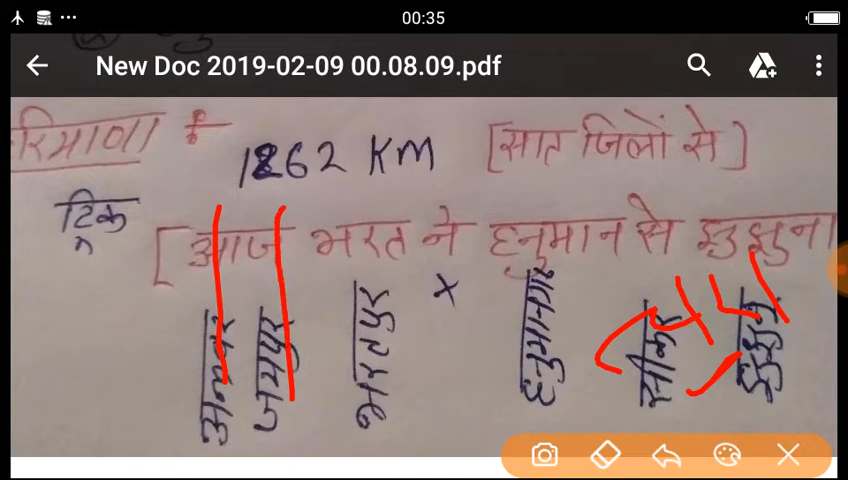 00:35
New Doc 2019-02-09 00.08.09.pdf
रिमाणा :-
1262 KM [सात जिलों से]
ट्रिक
[आज भरत ने हनुमान से झुझुना
अलवर जयपुर भरतपुर × हनुमानगढ़ सीकर झुंझुनू